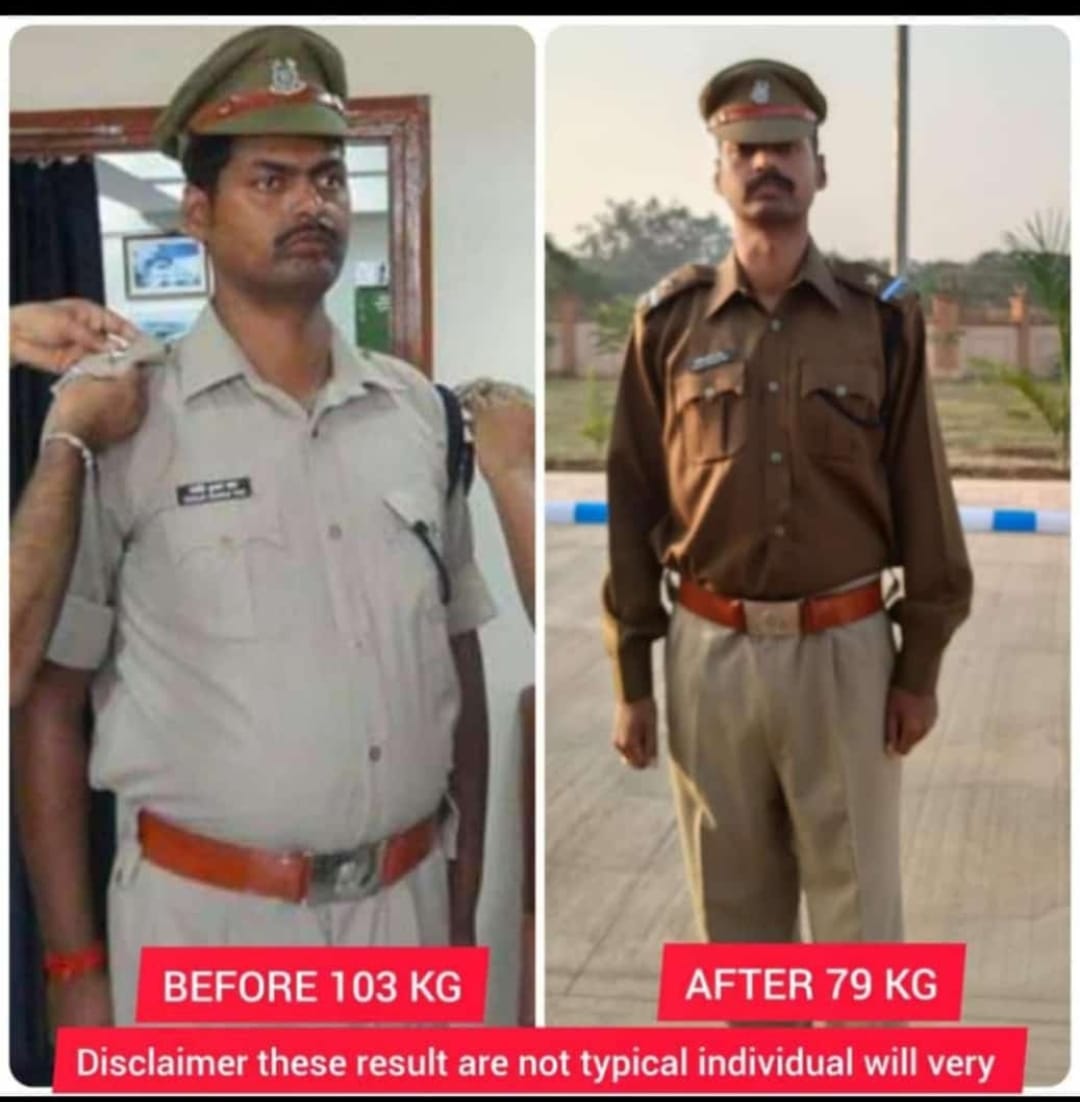 BEFORE 103 KG
AFTER 79 KG
Disclaimer these result are not typical individual will very